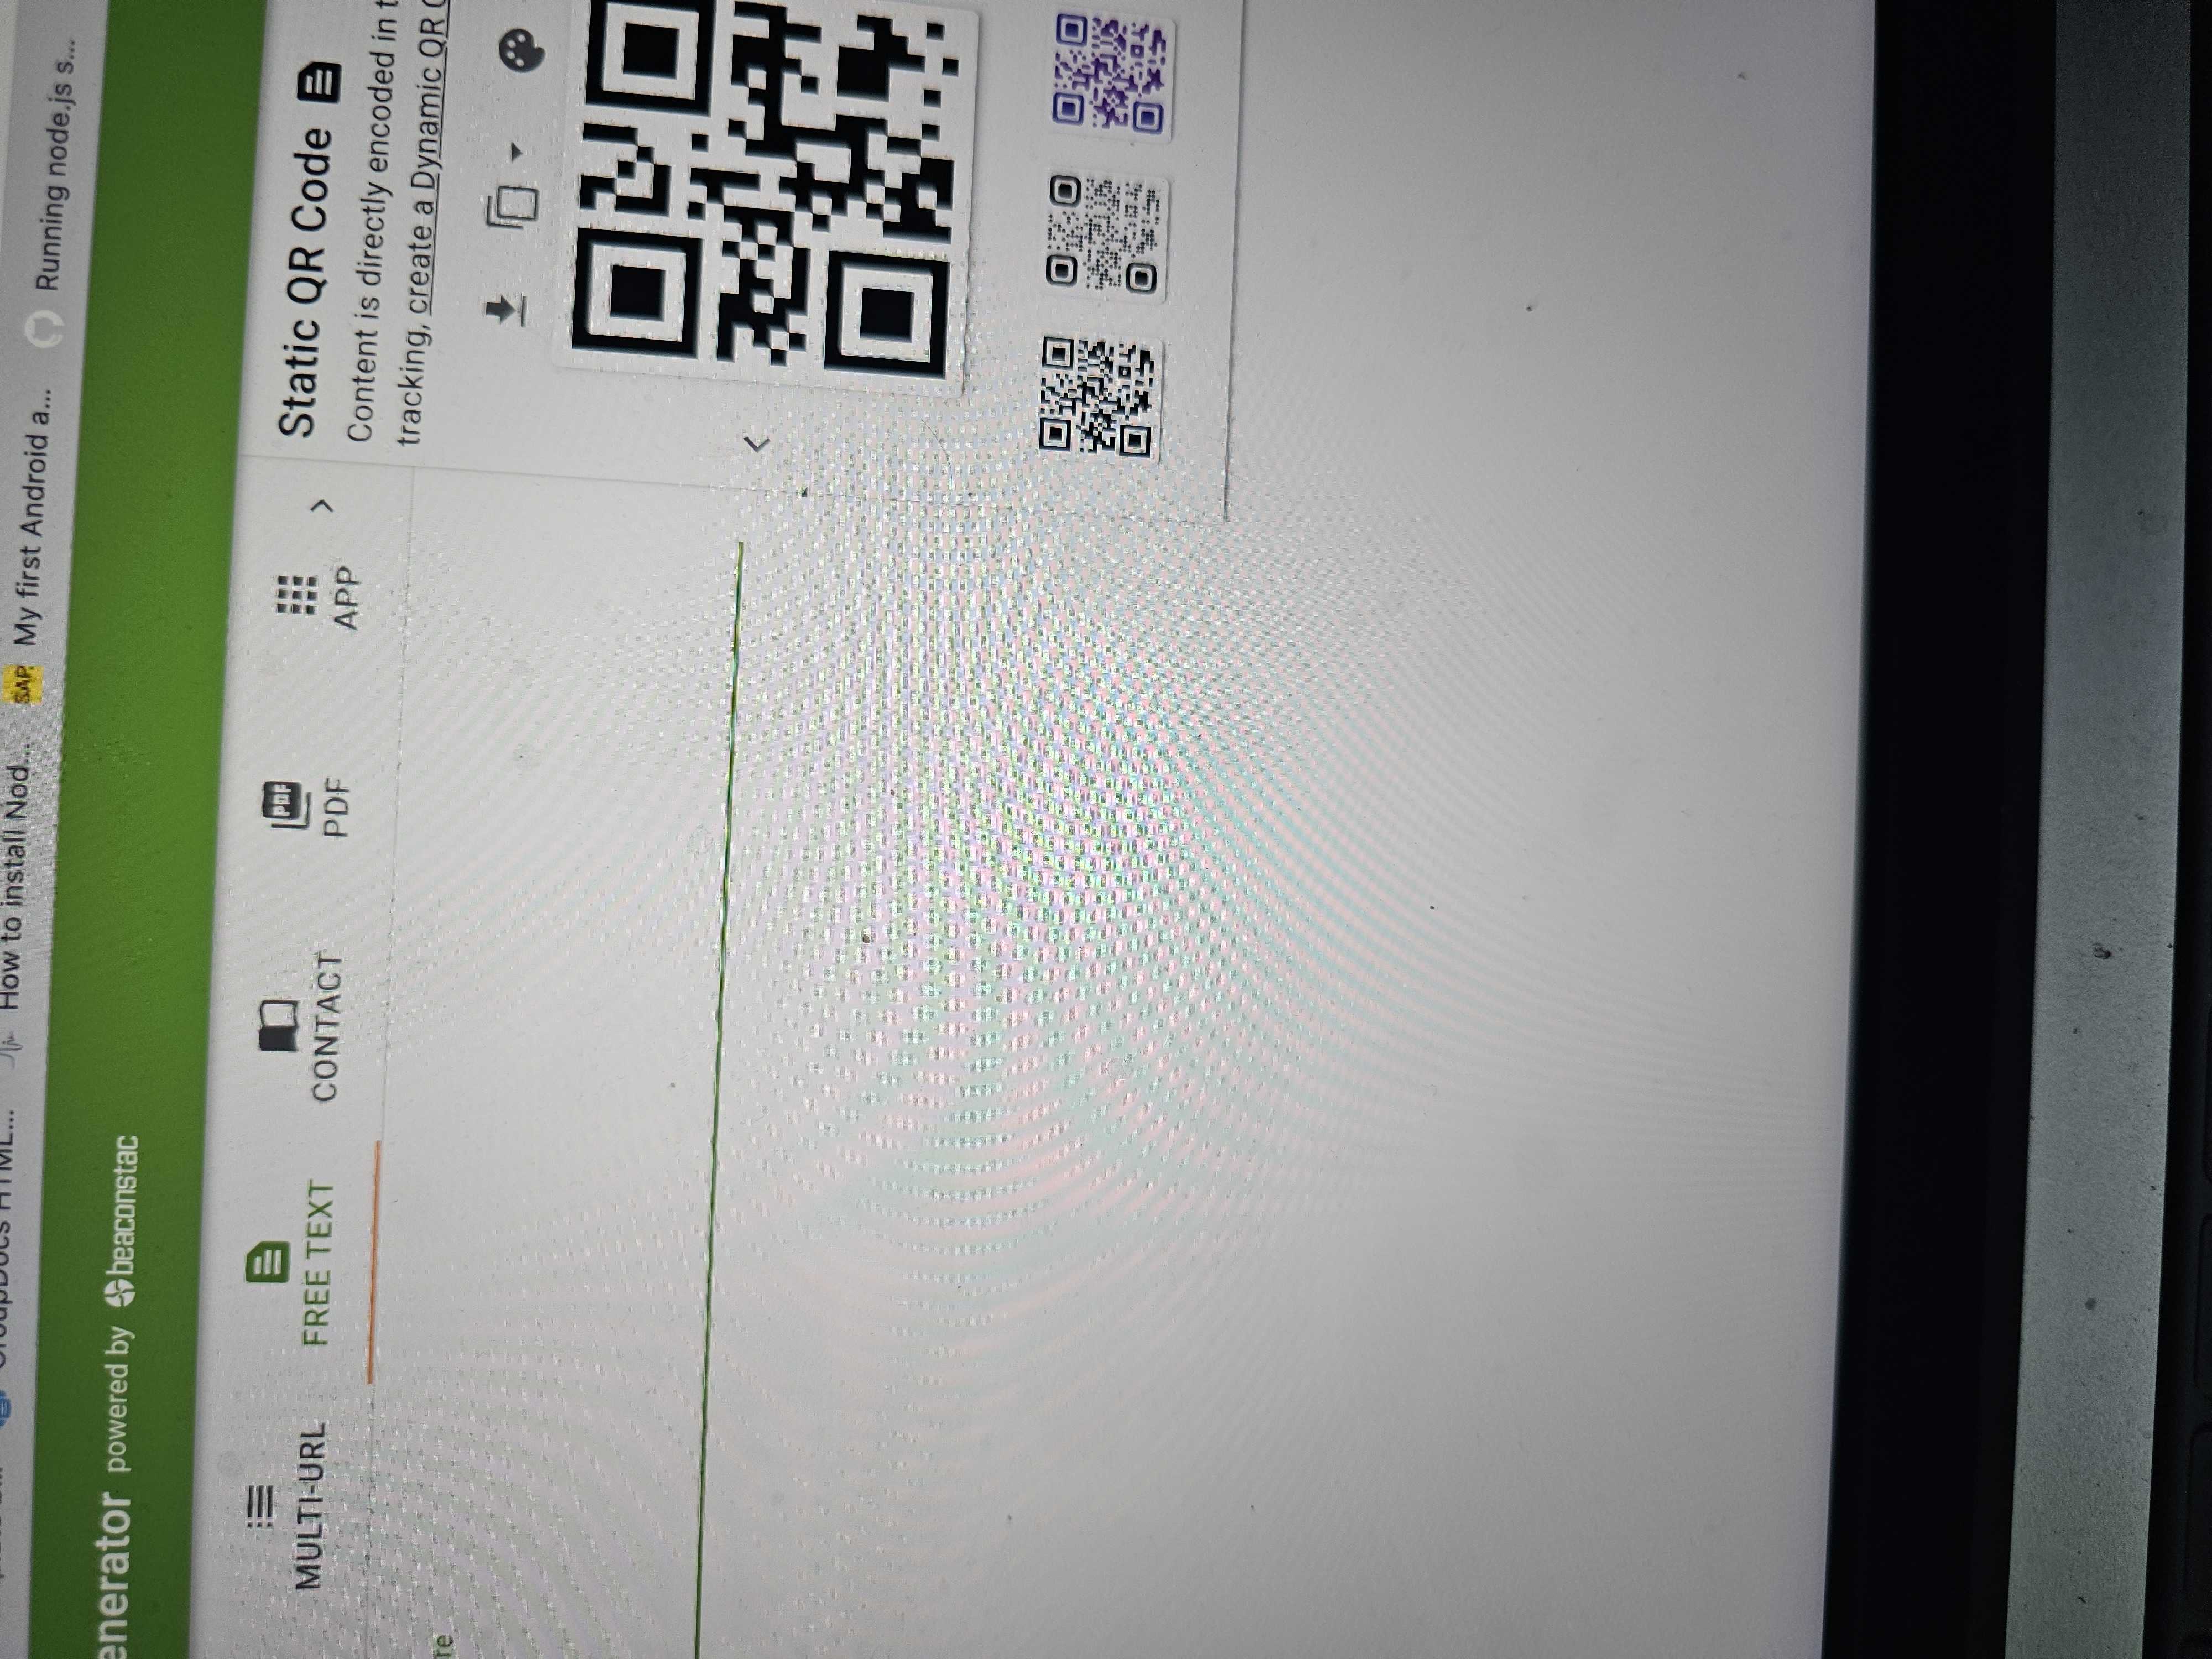 How to install Nod...
My first Android a...
Running node.js s...
enerator powered by beaconstac
MULTI-URL
FREE TEXT
CONTACT
PDF
PDF
APP
Static QR Code
Content is directly encoded in t
tracking, create a Dynamic QR C
re